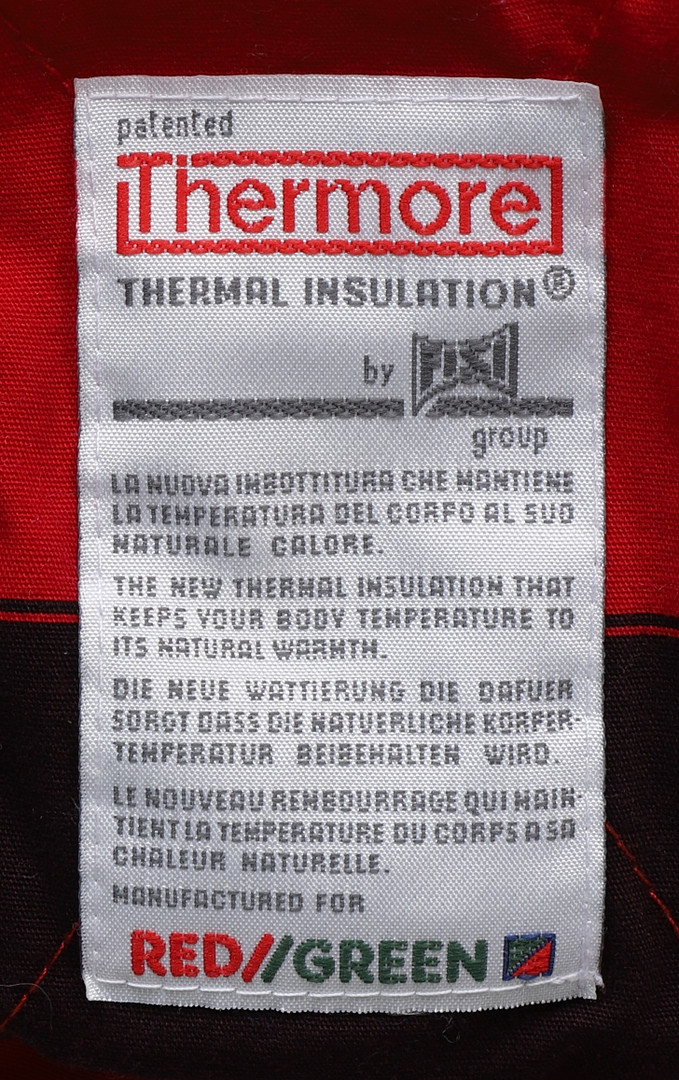 patented
Thermore
THERMAL INSULATION®
by FISI
group
LA NUOVA INBOTTITURA CHE MANTIENE
LA TEMPERATURA DEL CORPO AL SUO
NATURALE CALORE.
THE NEW THERMAL INSULATION THAT
KEEPS YOUR BODY TEMPERATURE TO
ITS NATURAL WARMTH.
DIE NEUE WATTIERUNG DIE DAFUER
SORGT DASS DIE NATUERLICHE KORPER-
TEMPERATUR BEIBEHALTEN WIRD.
LE NOUVEAU REMBOURRAGE QUI MAIN-
TIENT LA TEMPERATURE DU CORPS A SA
CHALEUR NATURELLE.
MANUFACTURED FOR
RED//GREEN